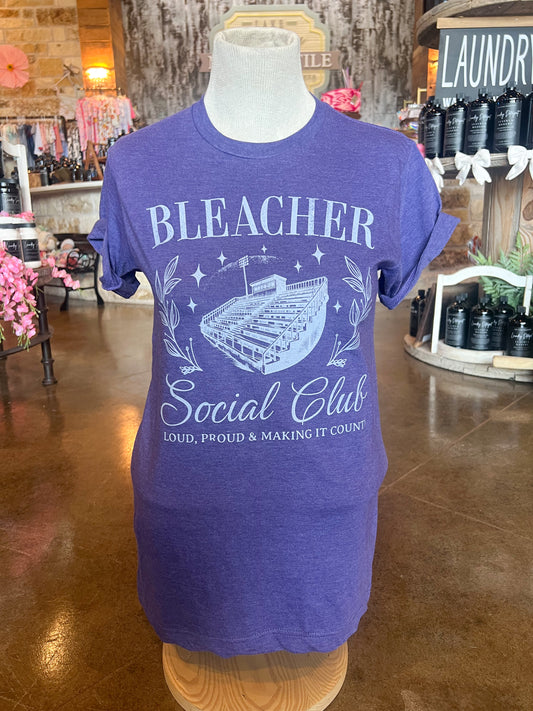 LAUNDRY
BLEACHER
Social Club
LOUD, PROUD & MAKING IT COUNT